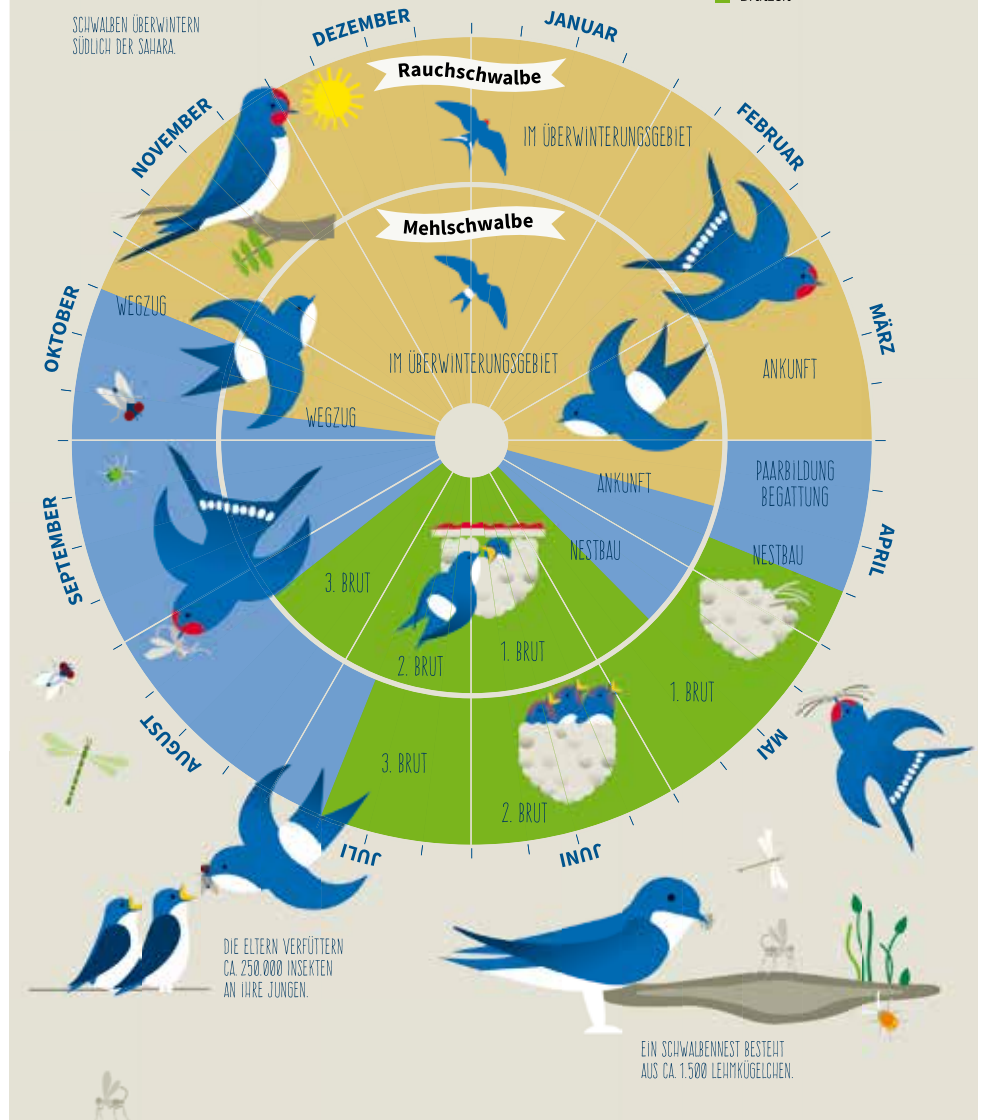 SCHWALBEN ÜBERWINTERN
SÜDLICH DER SAHARA.
DEZEMBER
JANUAR
Rauchschwalbe
NOVEMBER
FEBRUAR
IM ÜBERWINTERUNGSGEBIET
Mehlschwalbe
OKTOBER
WEGZUG
MÄRZ
IM ÜBERWINTERUNGSGEBIET
ANKUNFT
WEGZUG
PAARBILDUNG
BEGATTUNG
ANKUNFT
SEPTEMBER
NESTBAU
NESTBAU
APRIL
3. BRUT
2. BRUT
1. BRUT
1. BRUT
AUGUST
MAI
3. BRUT
2. BRUT
JULI
JUNI
DIE ELTERN VERFÜTTERN
CA. 250.000 INSEKTEN
AN IHRE JUNGEN.
EIN SCHWALBENNEST BESTEHT
AUS CA. 1.500 LEHMKÜGELCHEN.